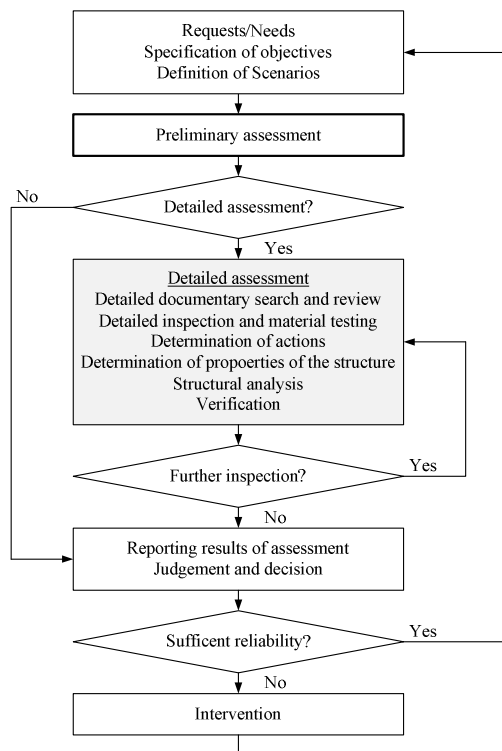 Requests/Needs
Specification of objectives
Definition of Scenarios
Preliminary assessment
No
Detailed assessment?
Yes
Detailed assessment
Detailed documentary search and review
Detailed inspection and material testing
Determination of actions
Determination of propoerties of the structure
Structural analysis
Verification
Further inspection?
Yes
No
Reporting results of assessment
Judgement and decision
Sufficent reliability?
Yes
No
Intervention